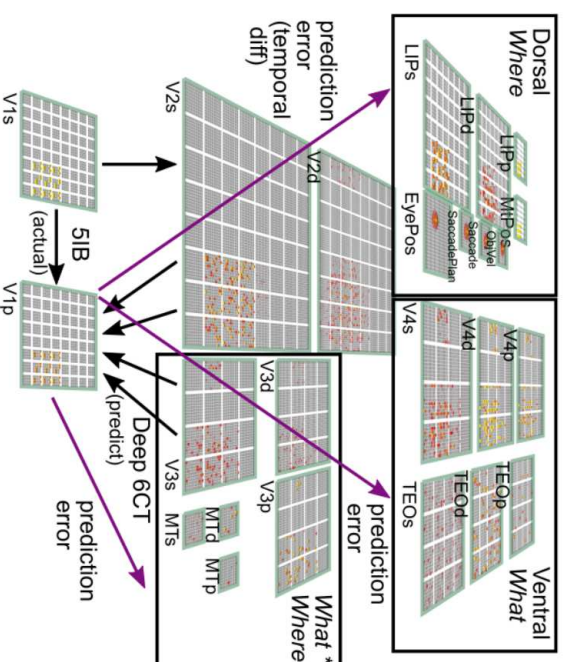 Dorsal
Where
LIPs
LIPd
LIPp
MtPos
EyePos
SaccadePlan
Saccade
ObjVel
Ventral
What
V4s
V4d
V4p
TEOs
TEOd
TEOp
prediction
error
(temporal
diff)
V2s
V2d
prediction
error
What *
Where
V3d
V3s
V3p
MTs
MTd
MTp
V1s
5IB
(actual)
V1p
Deep 6CT
(predict)
prediction
error